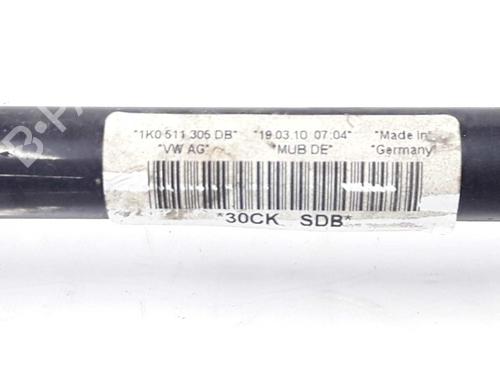 "1K0 511 305 DB" "19.03.10 07:04" "Made in"
"VW AG" "MUB DE" "Germany"
*30CK SDB*